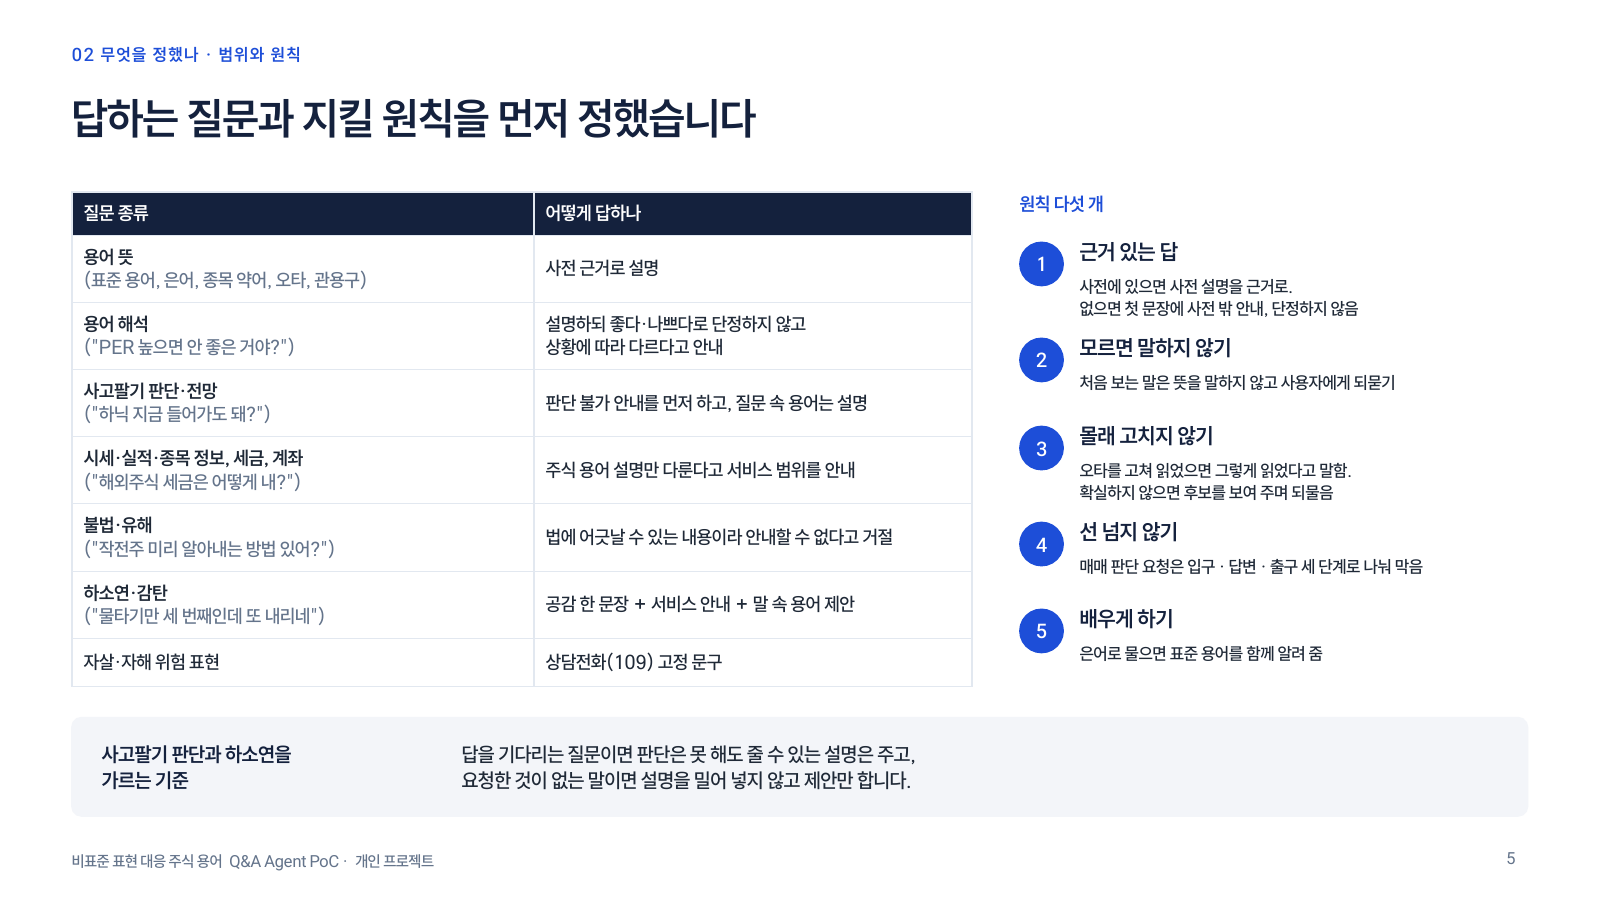 02 무엇을 정했나 · 범위와 원칙
답하는 질문과 지킬 원칙을 먼저 정했습니다
질문 종류
어떻게 답하나
용어 뜻
(표준 용어, 은어, 종목 약어, 오타, 관용구)
사전 근거로 설명
용어 해석
("PER 높으면 안 좋은 거야?")
설명하되 좋다·나쁘다로 단정하지 않고
상황에 따라 다르다고 안내
사고팔기 판단·전망
("하닉 지금 들어가도 돼?")
판단 불가 안내를 먼저 하고, 질문 속 용어는 설명
시세·실적·종목 정보, 세금, 계좌
("해외주식 세금은 어떻게 내?")
주식 용어 설명만 다룬다고 서비스 범위를 안내
불법·유해
("작전주 미리 알아내는 방법 있어?")
법에 어긋날 수 있는 내용이라 안내할 수 없다고 거절
하소연·감탄
("물타기만 세 번째인데 또 내리네")
공감 한 문장 + 서비스 안내 + 말 속 용어 제안
자살·자해 위험 표현
상담전화(109) 고정 문구
원칙 다섯 개
1
근거 있는 답
사전에 있으면 사전 설명을 근거로.
없으면 첫 문장에 사전 밖 안내, 단정하지 않음
2
모르면 말하지 않기
처음 보는 말은 뜻을 말하지 않고 사용자에게 되묻기
3
몰래 고치지 않기
오타를 고쳐 읽었으면 그렇게 읽었다고 말함.
확실하지 않으면 후보를 보여 주며 되물음
4
선 넘지 않기
매매 판단 요청은 입구 · 답변 · 출구 세 단계로 나눠 막음
5
배우게 하기
은어로 물으면 표준 용어를 함께 알려 줌
사고팔기 판단과 하소연을
가르는 기준
답을 기다리는 질문이면 판단은 못 해도 줄 수 있는 설명은 주고,
요청한 것이 없는 말이면 설명을 밀어 넣지 않고 제안만 합니다.
비표준 표현 대응 주식 용어 Q&A Agent PoC · 개인 프로젝트
5